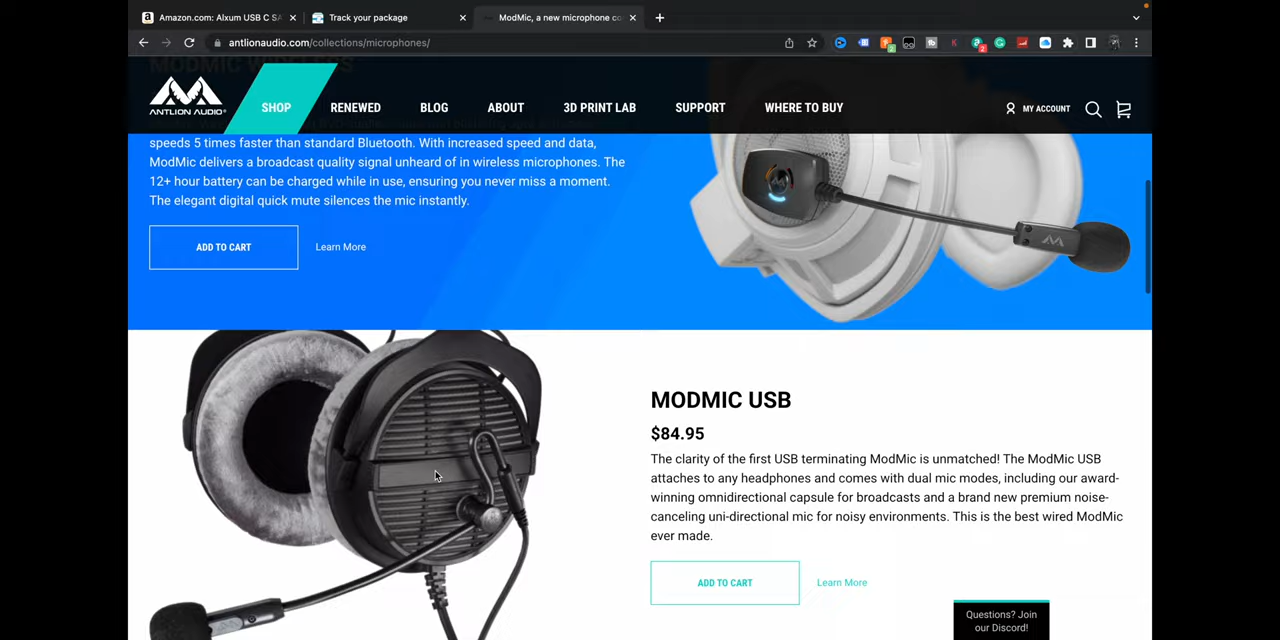 Amazon.com: Alxum USB C SA
Track your package
ModMic, a new microphone co
antlionaudio.com/collections/microphones/
ANTLION AUDIO
SHOP
RENEWED
BLOG
ABOUT
3D PRINT LAB
SUPPORT
WHERE TO BUY
MY ACCOUNT
MODMIC WIRELESS
speeds 5 times faster than standard Bluetooth. With increased speed and data,
ModMic delivers a broadcast quality signal unheard of in wireless microphones. The
12+ hour battery can be charged while in use, ensuring you never miss a moment.
The elegant digital quick mute silences the mic instantly.
ADD TO CART
Learn More
MODMIC USB
$84.95
The clarity of the first USB terminating ModMic is unmatched! The ModMic USB
attaches to any headphones and comes with dual mic modes, including our award-
winning omnidirectional capsule for broadcasts and a brand new premium noise-
canceling uni-directional mic for noisy environments. This is the best wired ModMic
ever made.
ADD TO CART
Learn More
Questions? Join
our Discord!